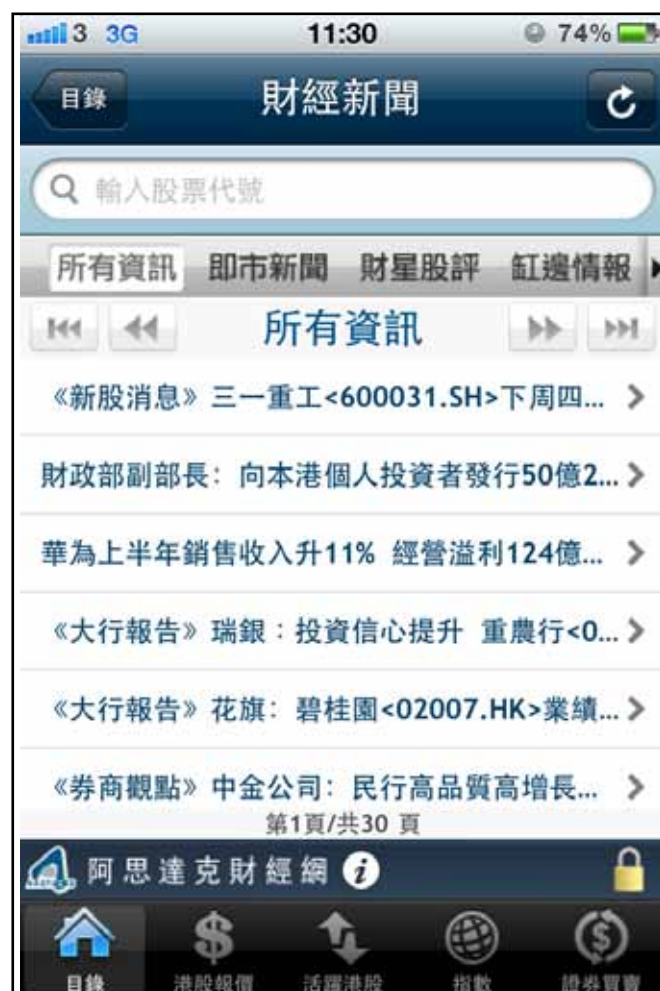 3 3G 11:30 74%
目錄 財經新聞
輸入股票代號
所有資訊 即市新聞 財星股評 缸邊情報
所有資訊
《新股消息》三一重工<600031.SH>下周四...
財政部副部長：向本港個人投資者發行50億2...
華為上半年銷售收入升11% 經營溢利124億...
《大行報告》瑞銀：投資信心提升 重農行<0...
《大行報告》花旗：碧桂園<02007.HK>業績...
《券商觀點》中金公司：民行高品質高增長...
第1頁/共30 頁
阿思達克財經網 i
目錄 港股報價 活躍港股 指數 證券買賣